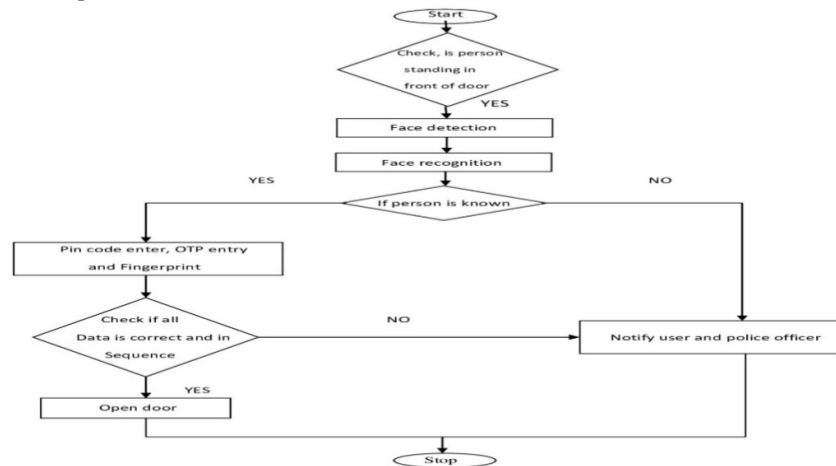 Start
Check, is person
standing in
front of door
YES
Face detection
Face recognition
YES
NO
If person is known
Pin code enter, OTP entry
and Fingerprint
Check if all
Data is correct and in
Sequence
NO
Notify user and police officer
YES
Open door
Stop